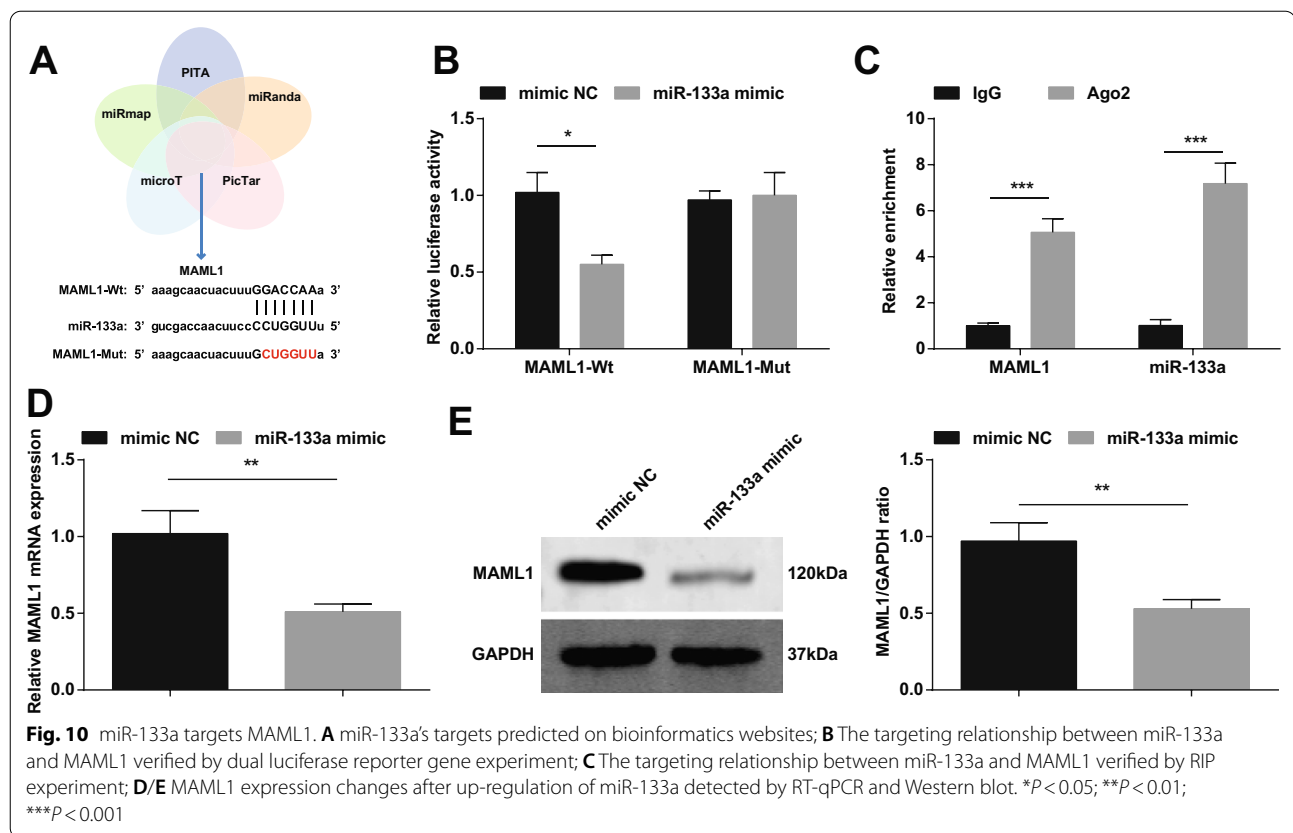 A
PITA
miRmap
miRanda
microT
PicTar
MAML1
MAML1-Wt: 5’ aaagcaacuacuuuGGACCAAa 3’
miR-133a: 3’ gucgaccaacuucccCCUGGUUu 5’
MAML1-Mut: 5’ aaagcaacuacuuuGCUGGUUa 3’
B
mimic NC miR-133a mimic
Relative luciferase activity
1.5
1.0
0.5
0.0
*
MAML1-Wt MAML1-Mut
C
IgG Ago2
Relative enrichment
10
8
6
4
2
0
***
***
MAML1 miR-133a
D
mimic NC miR-133a mimic
Relative MAML1 mRNA expression
1.5
1.0
0.5
0.0
**
E
mimic NC
miR-133a mimic
MAML1 120kDa
GAPDH 37kDa
mimic NC miR-133a mimic
MAML1/GAPDH ratio
1.5
1.0
0.5
0.0
**
Fig. 10 miR-133a targets MAML1. A miR-133a’s targets predicted on bioinformatics websites; B The targeting relationship between miR-133a
and MAML1 verified by dual luciferase reporter gene experiment; C The targeting relationship between miR-133a and MAML1 verified by RIP
experiment; D/E MAML1 expression changes after up-regulation of miR-133a detected by RT-qPCR and Western blot. *P < 0.05; **P < 0.01;
***P < 0.001